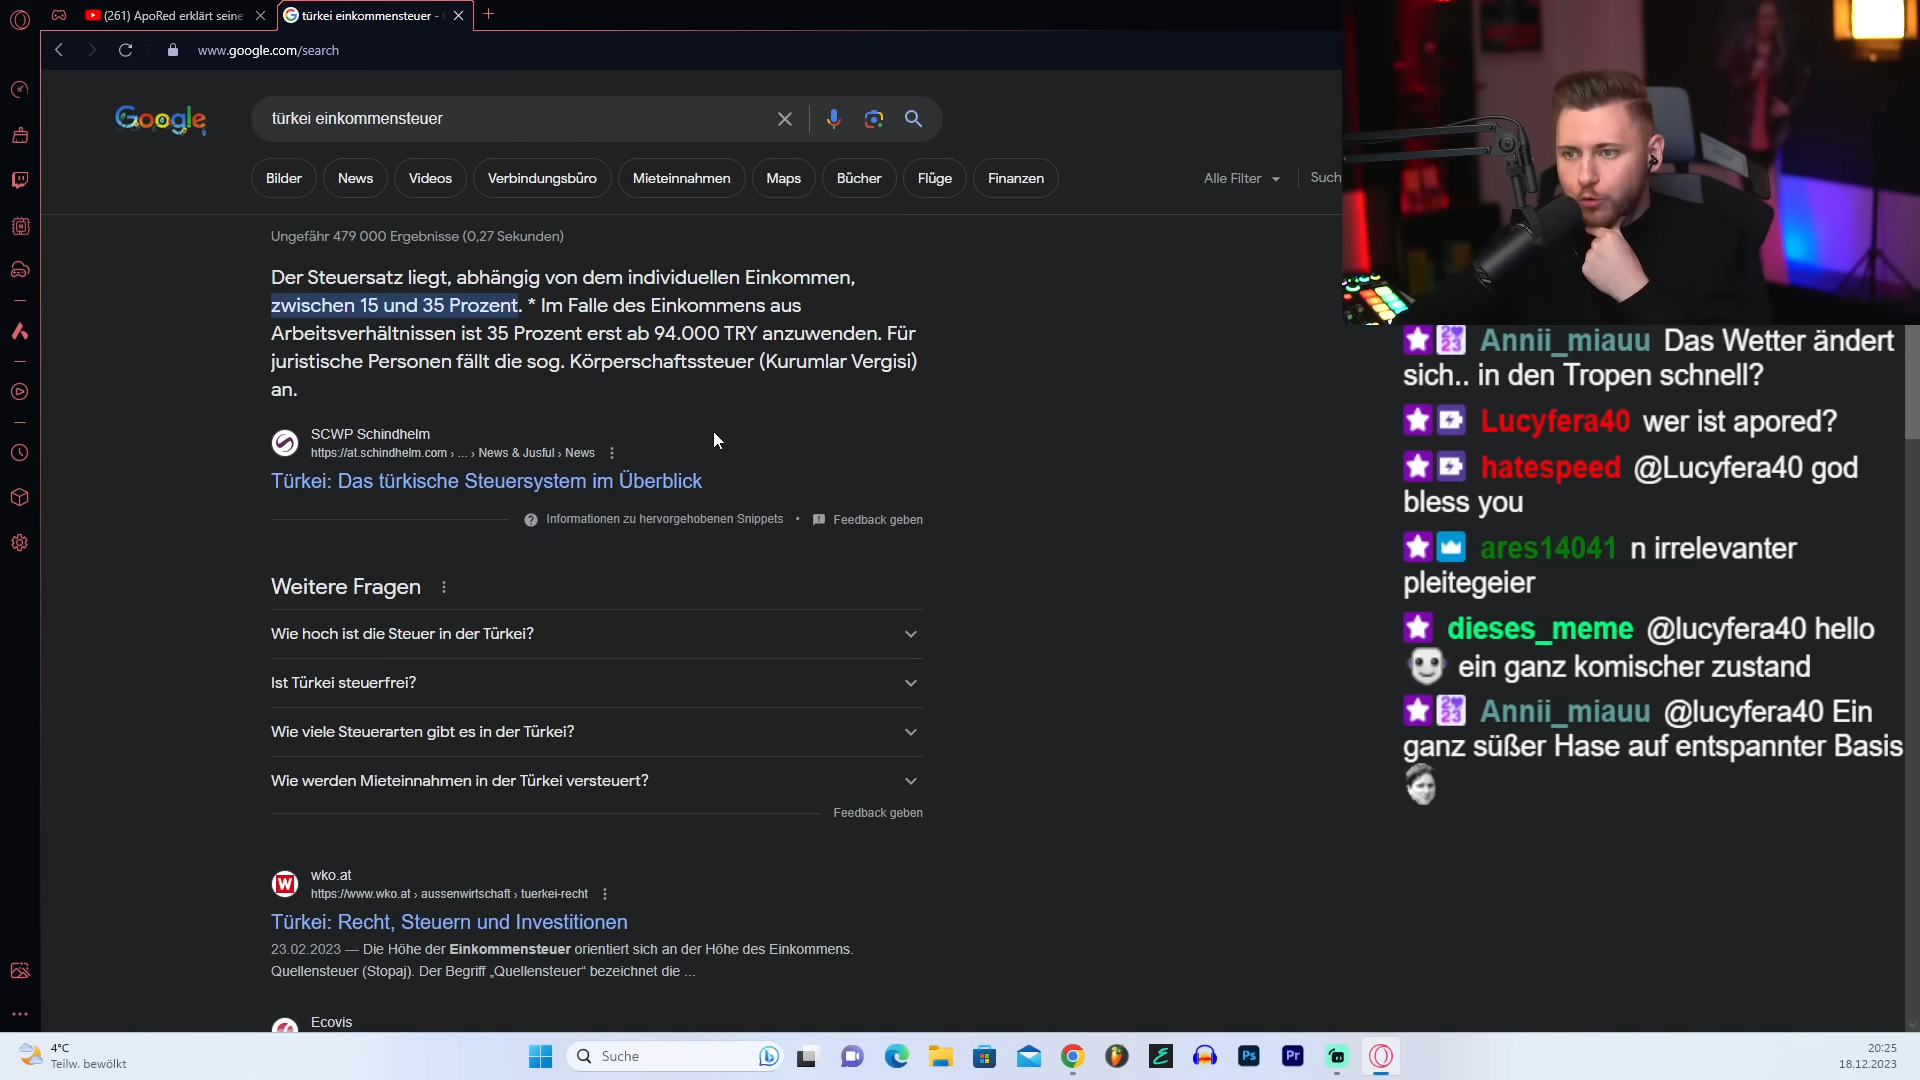 (261) ApoRed erklärt seine
türkei einkommensteuer -
www.google.com/search
Google
türkei einkommensteuer
Bilder
News
Videos
Verbindungsbüro
Mieteinnahmen
Maps
Bücher
Flüge
Finanzen
Alle Filter
Such
Ungefähr 479 000 Ergebnisse (0,27 Sekunden)
Der Steuersatz liegt, abhängig von dem individuellen Einkommen,
zwischen 15 und 35 Prozent. * Im Falle des Einkommens aus
Arbeitsverhältnissen ist 35 Prozent erst ab 94.000 TRY anzuwenden. Für
juristische Personen fällt die sog. Körperschaftssteuer (Kurumlar Vergisi)
an.
SCWP Schindhelm
https://at.schindhelm.com › ... › News & Jusful › News
Türkei: Das türkische Steuersystem im Überblick
Informationen zu hervorgehobenen Snippets
•
Feedback geben
Weitere Fragen
Wie hoch ist die Steuer in der Türkei?
Ist Türkei steuerfrei?
Wie viele Steuerarten gibt es in der Türkei?
Wie werden Mieteinnahmen in der Türkei versteuert?
Feedback geben
W
wko.at
https://www.wko.at › aussenwirtschaft › tuerkei-recht
Türkei: Recht, Steuern und Investitionen
23.02.2023 — Die Höhe der Einkommensteuer orientiert sich an der Höhe des Einkommens.
Quellensteuer (Stopaj). Der Begriff „Quellensteuer“ bezeichnet die ...
Ecovis
Annii_miauu Das Wetter ändert
sich.. in den Tropen schnell?
Lucyfera40 wer ist apored?
hatespeed @Lucyfera40 god
bless you
ares14041 n irrelevanter
pleitegeier
dieses_meme @lucyfera40 hello
ein ganz komischer zustand
Annii_miauu @lucyfera40 Ein
ganz süßer Hase auf entspannter Basis
4°C
Teilw. bewölkt
Suche
Ps
Pr
20:25
18.12.2023